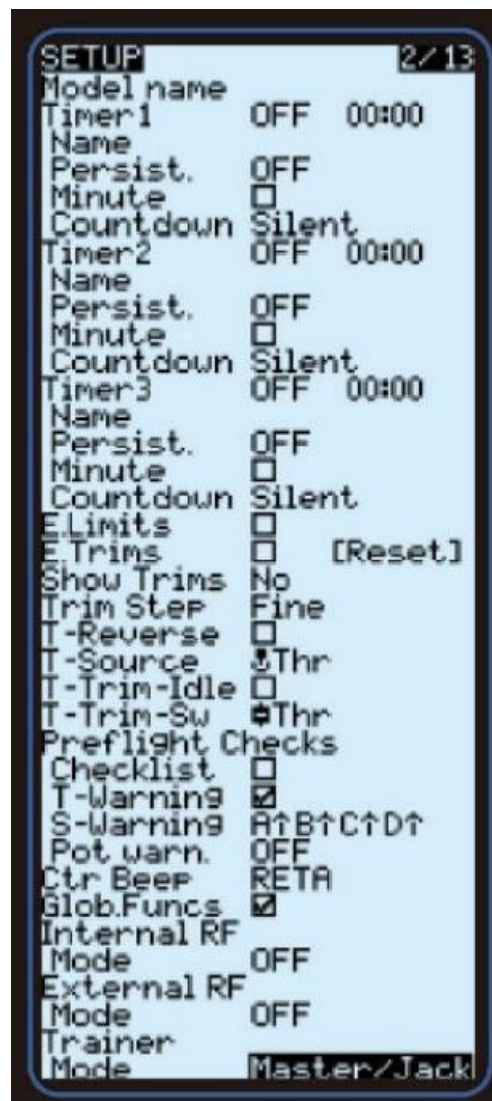 SETUP 2/13
Model name
Timer1 OFF 00:00
Name
Persist. OFF
Minute
Countdown Silent
Timer2 OFF 00:00
Name
Persist. OFF
Minute
Countdown Silent
Timer3 OFF 00:00
Name
Persist. OFF
Minute
Countdown Silent
E.Limits
E.Trims [Reset]
Show Trims No
Trim Step Fine
T-Reverse
T-Source Thr
T-Trim-Idle
T-Trim-Sw Thr
Preflight Checks
Checklist
T-Warning
S-Warning A↑B↑C↑D↑
Pot warn. OFF
Ctr Beep RETA
Glob.Funcs
Internal RF
Mode OFF
External RF
Mode OFF
Trainer
Mode Master/Jack